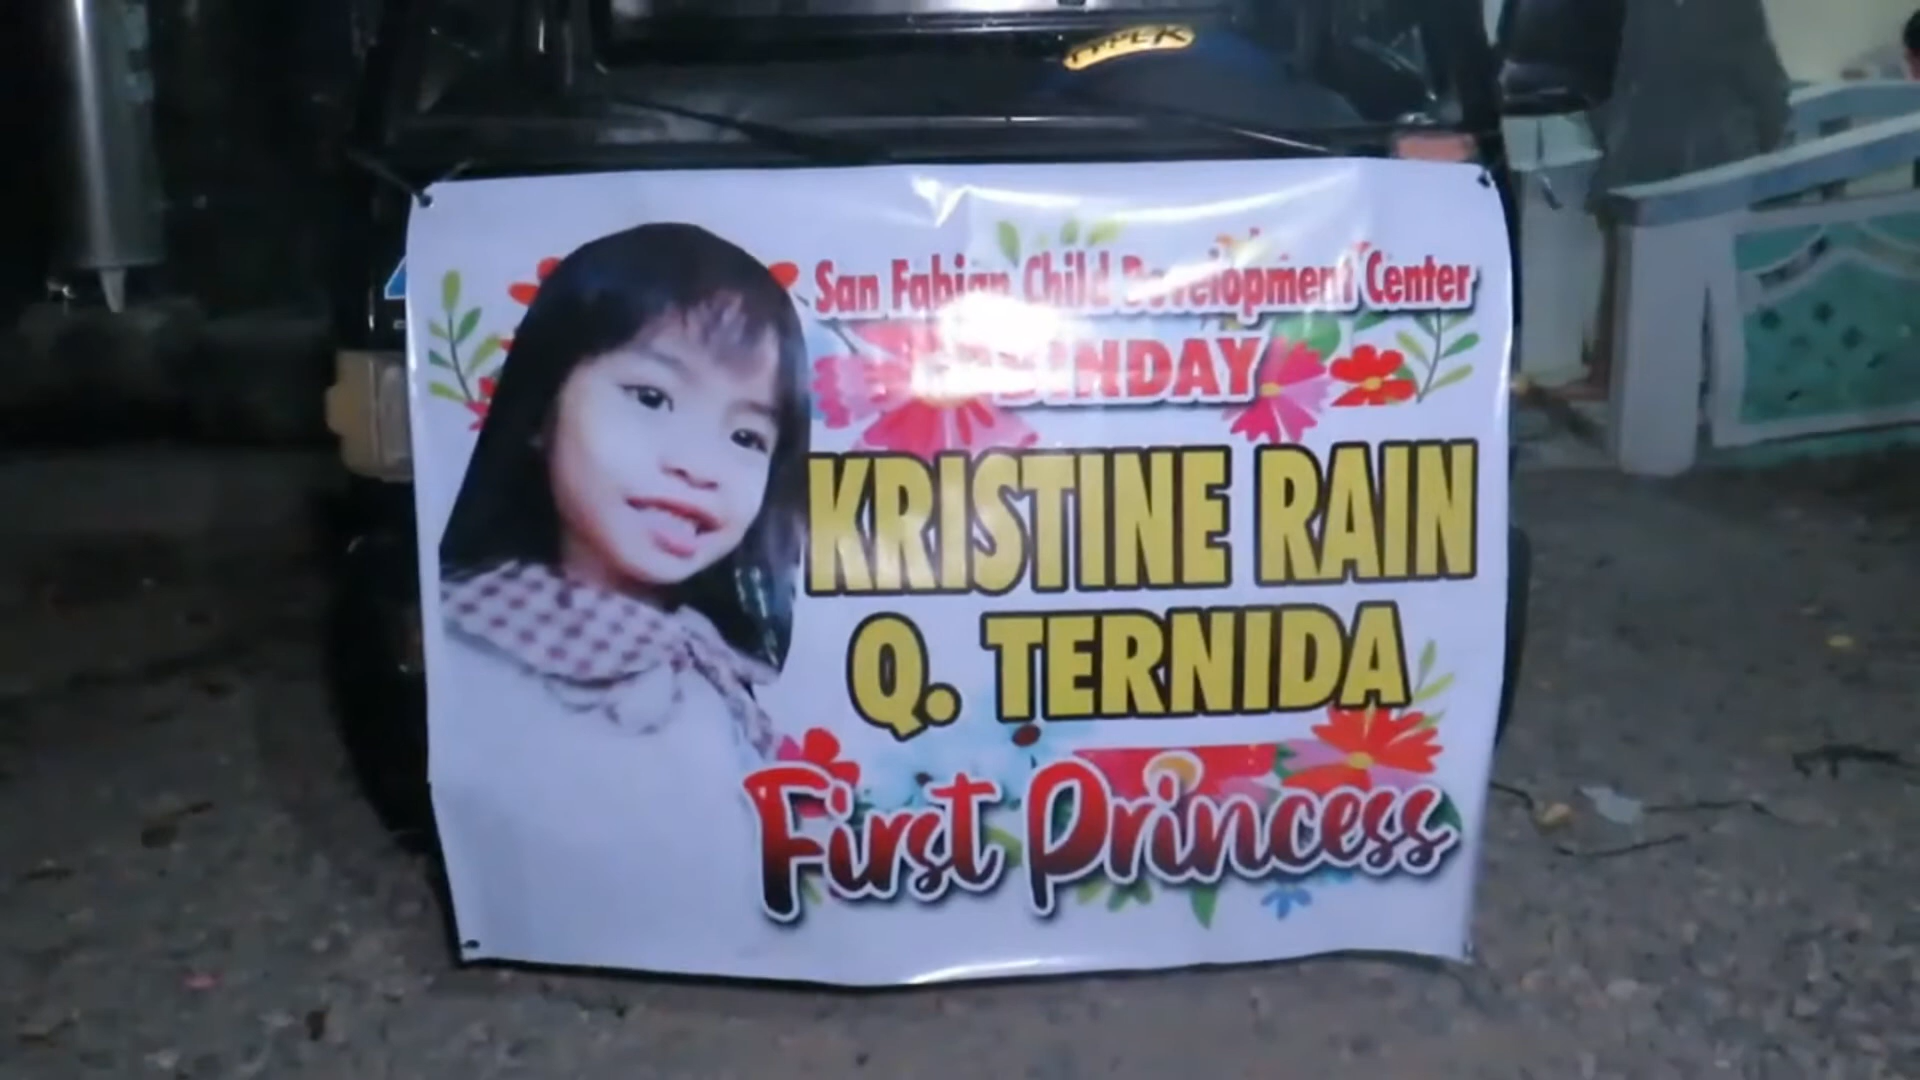 San Fabian Child Development Center
KRISTINE RAIN
Q. TERNIDA
First Princess